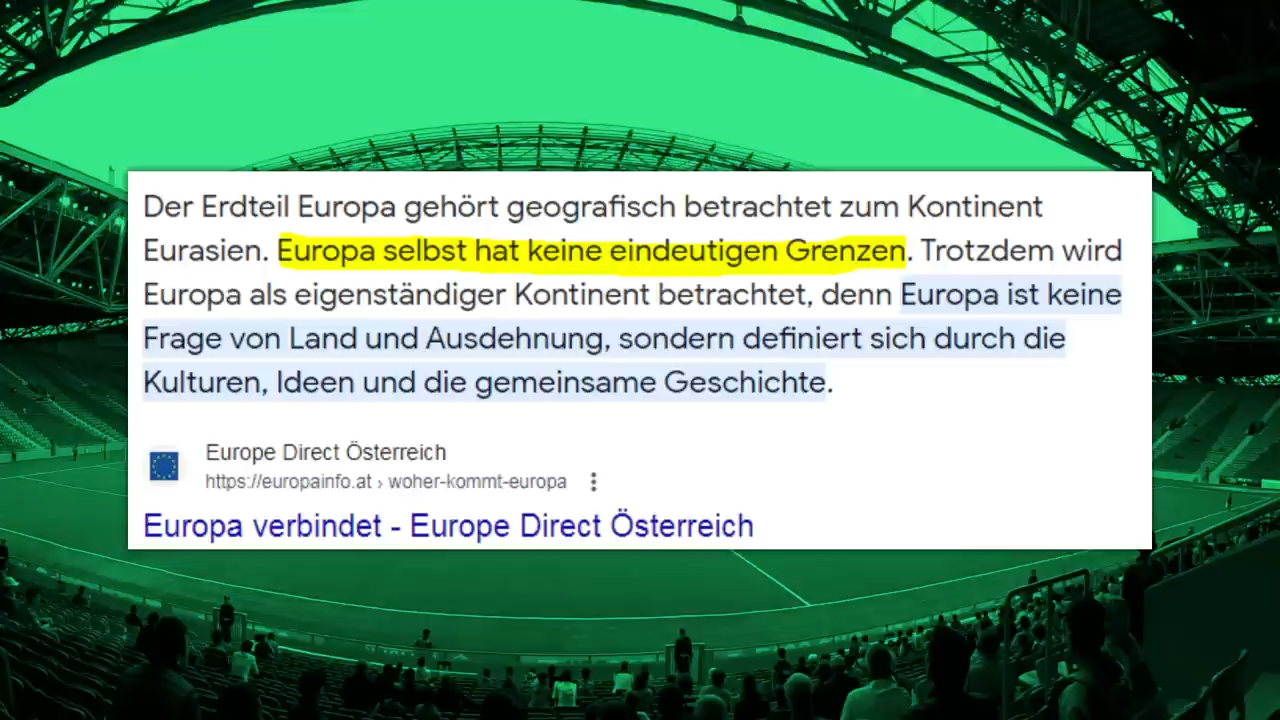 Der Erdteil Europa gehört geografisch betrachtet zum Kontinent
Eurasien. Europa selbst hat keine eindeutigen Grenzen. Trotzdem wird
Europa als eigenständiger Kontinent betrachtet, denn Europa ist keine
Frage von Land und Ausdehnung, sondern definiert sich durch die
Kulturen, Ideen und die gemeinsame Geschichte.
Europe Direct Österreich
https://europainfo.at › woher-kommt-europa
Europa verbindet - Europe Direct Österreich